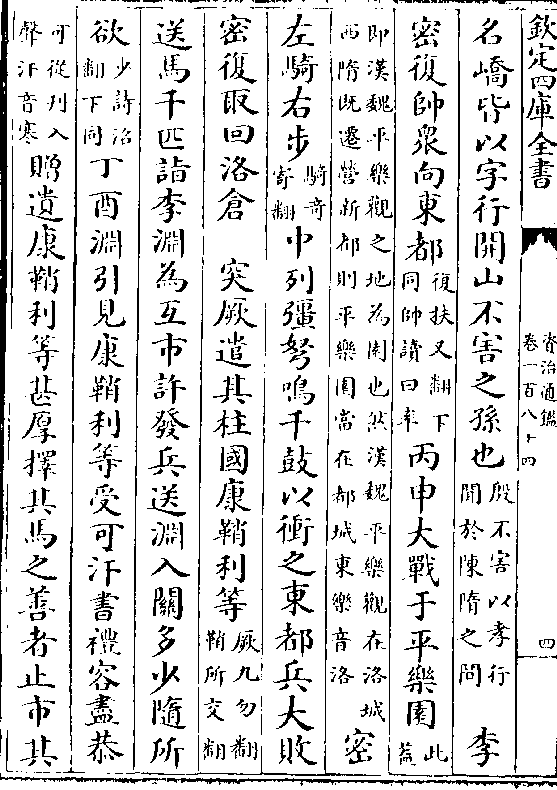 欽定四庫全書
資治通鑑
卷一百八十四
四
名嶠皆以字行開山不害之孫也殷不害以孝行聞於陳隋之間李
密復帥衆向東都復扶又翻下同帥讀曰率丙申大戰于平樂園此蓋
即漢魏平樂觀之地為園也然漢魏平樂觀在洛城西隋既遷營新都則平樂園當在都城東樂音洛密
左騎右步騎奇寄翻中列彊弩鳴千鼓以衝之東都兵大敗
密復取回洛倉突厥遣其柱國康鞘利等厥九勿翻鞘所交翻
送馬千匹詣李淵為互市許發兵送淵入關多少隨所
欲少詩沼翻下同丁酉淵引見康鞘利等受可汗書禮容盡恭
可從刋入聲汗音寒贈遺康鞘利等甚厚擇其馬之善者止市其